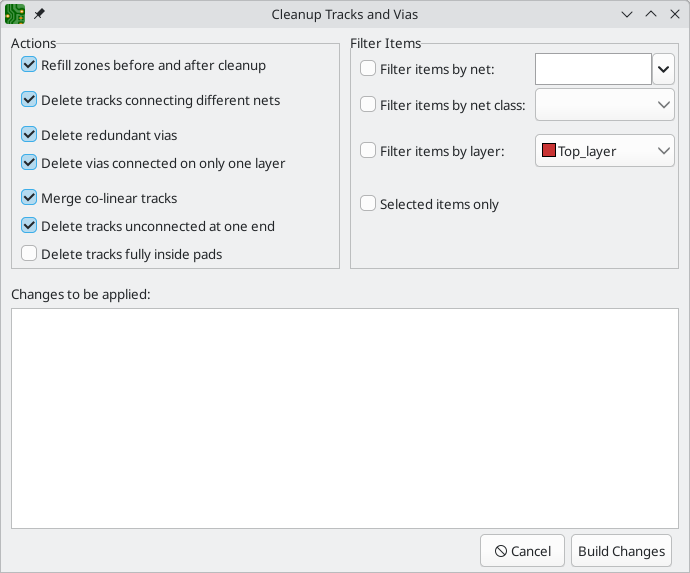 Cleanup Tracks and Vias
Actions
Refill zones before and after cleanup
Delete tracks connecting different nets
Delete redundant vias
Delete vias connected on only one layer
Merge co-linear tracks
Delete tracks unconnected at one end
Delete tracks fully inside pads
Filter Items
Filter items by net:
Filter items by net class:
Filter items by layer:
Top_layer
Selected items only
Changes to be applied:
Cancel
Build Changes